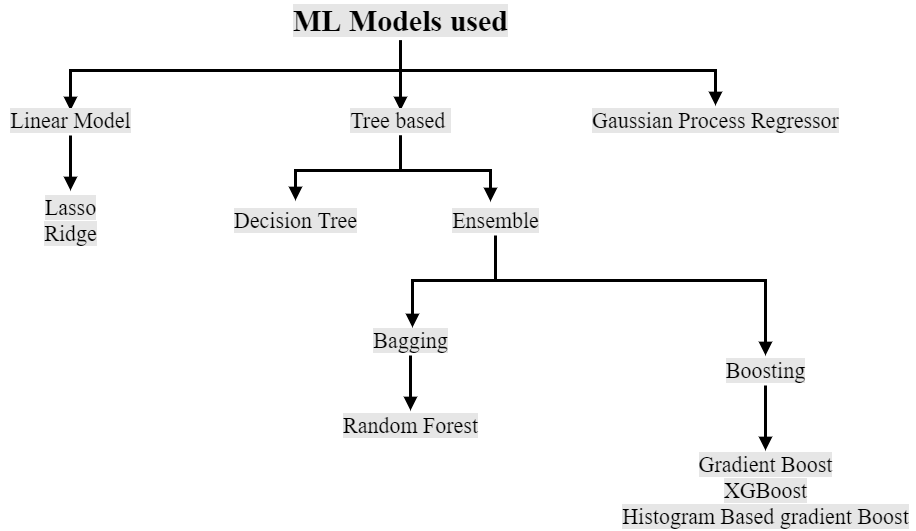 ML Models used
Linear Model
Tree based
Gaussian Process Regressor
Lasso
Ridge
Decision Tree
Ensemble
Bagging
Boosting
Random Forest
Gradient Boost
XGBoost
Histogram Based gradient Boost